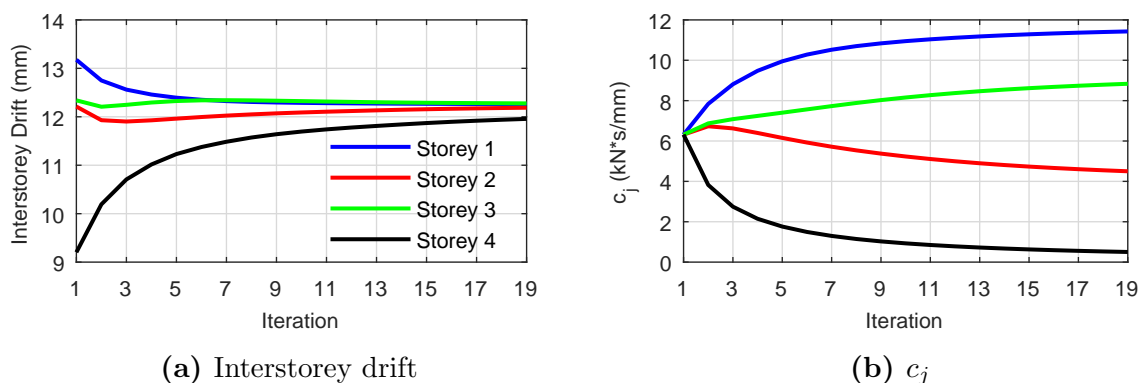 14
13
12
11
10
9
Interstorey Drift (mm)
Storey 1
Storey 2
Storey 3
Storey 4
1 3 5 7 9 11 13 15 17 19
Iteration
(a) Interstorey drift
12
10
8
6
4
2
0
c_j (kN*s/mm)
1 3 5 7 9 11 13 15 17 19
Iteration
(b) c_j